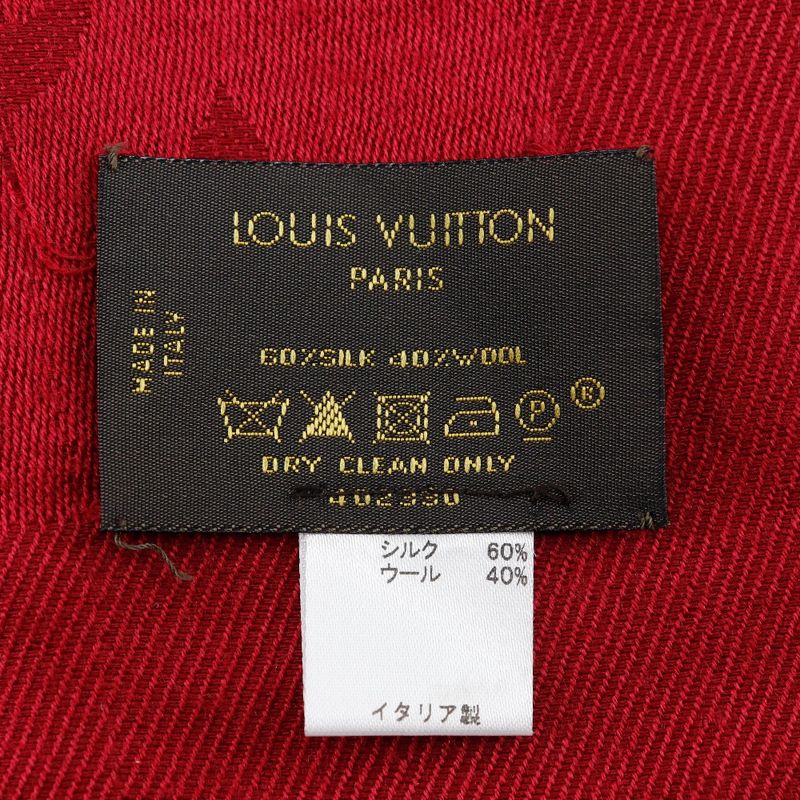 LOUIS VUITTON
PARIS
MADE IN
ITALY
60%SILK 40%WOOL
P
®
DRY CLEAN ONLY
402390
シルク 60%
ウール 40%
イタリア製